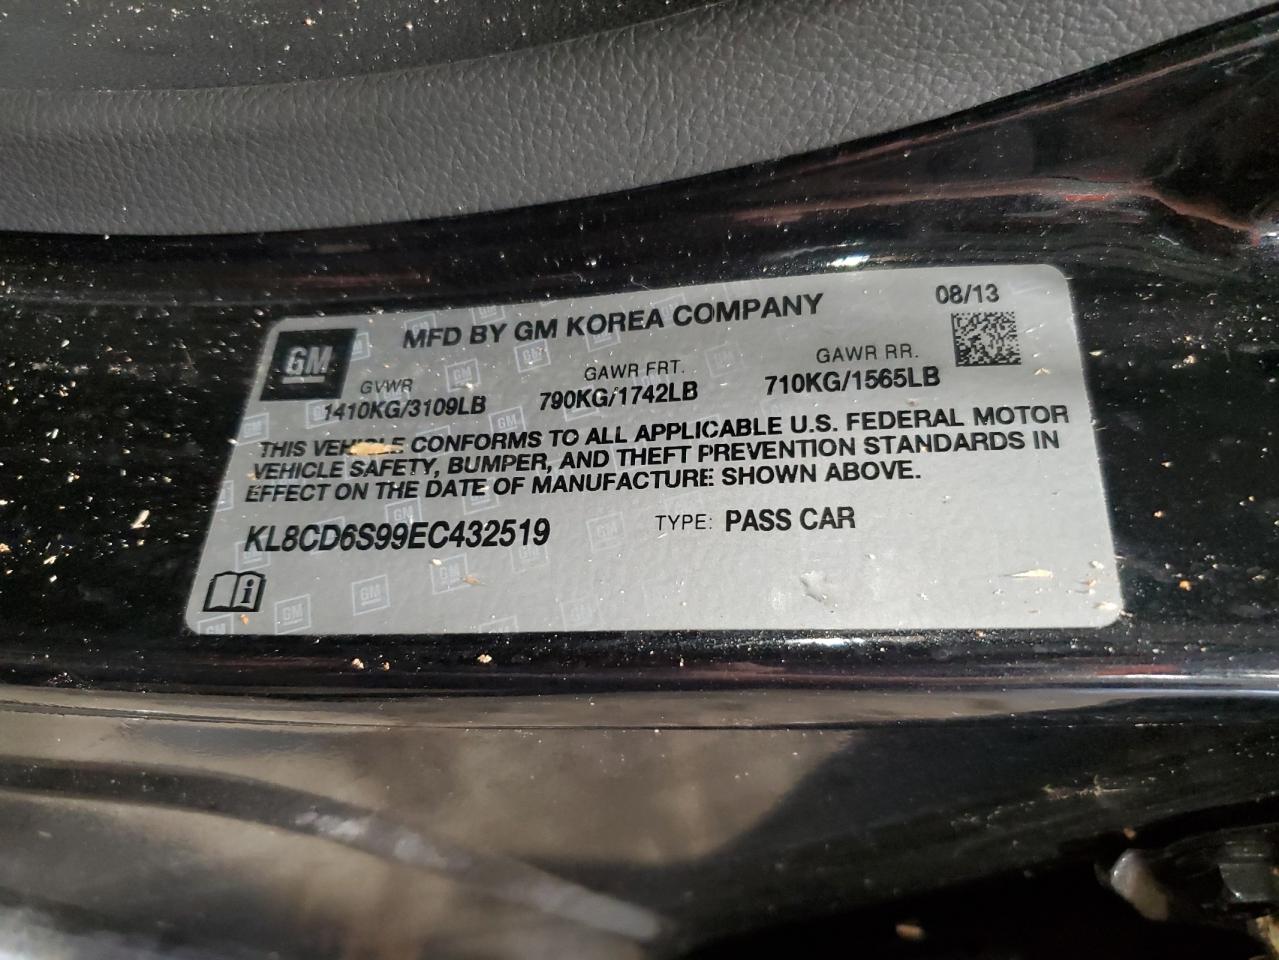 GM
MFD BY GM KOREA COMPANY
08/13
GVWR
1410KG/3109LB
GAWR FRT.
790KG/1742LB
GAWR RR.
710KG/1565LB
THIS VEHICLE CONFORMS TO ALL APPLICABLE U.S. FEDERAL MOTOR
VEHICLE SAFETY, BUMPER, AND THEFT PREVENTION STANDARDS IN
EFFECT ON THE DATE OF MANUFACTURE SHOWN ABOVE.
KL8CD6S99EC432519
TYPE: PASS CAR